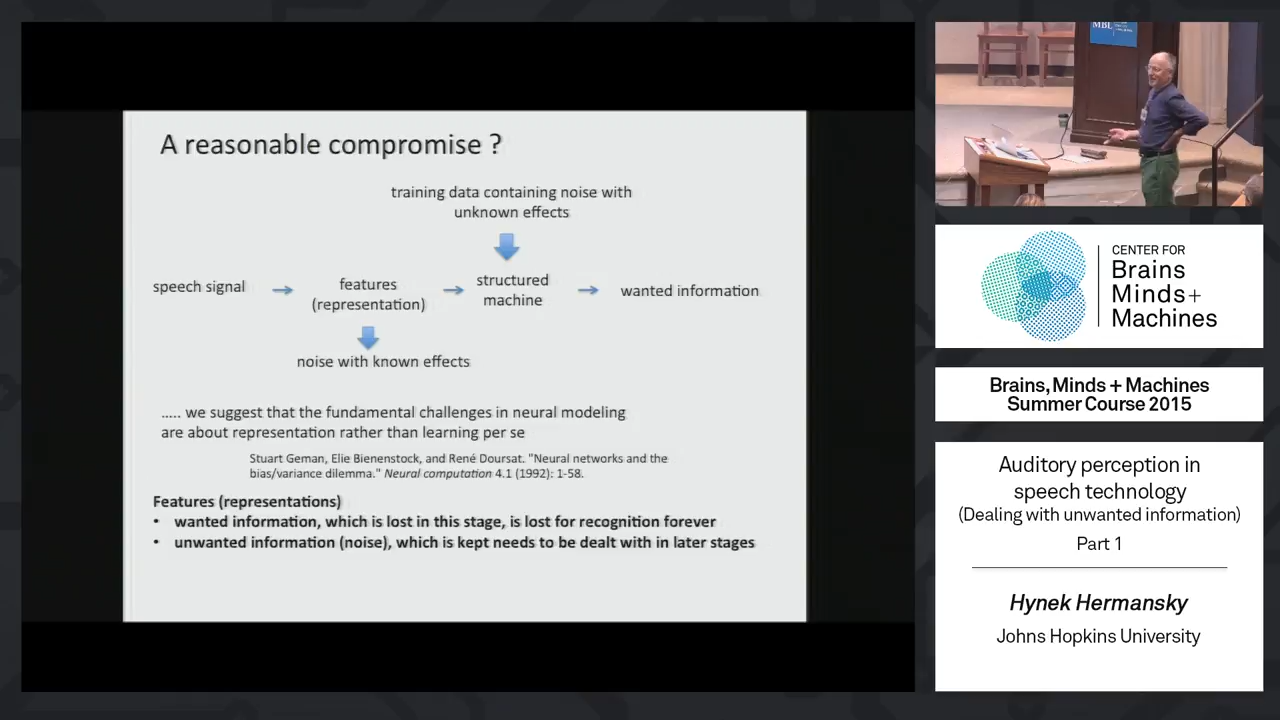 A reasonable compromise ?
training data containing noise with
unknown effects
speech signal
features
(representation)
structured
machine
wanted information
noise with known effects
..... we suggest that the fundamental challenges in neural modeling
are about representation rather than learning per se
Stuart Geman, Elie Bienenstock, and René Doursat. "Neural networks and the
bias/variance dilemma." Neural computation 4.1 (1992): 1-58.
Features (representations)
• wanted information, which is lost in this stage, is lost for recognition forever
• unwanted information (noise), which is kept needs to be dealt with in later stages
MBL
CENTER FOR
Brains
Minds+
Machines
Brains, Minds + Machines
Summer Course 2015
Auditory perception in
speech technology
(Dealing with unwanted information)
Part 1
Hynek Hermansky
Johns Hopkins University